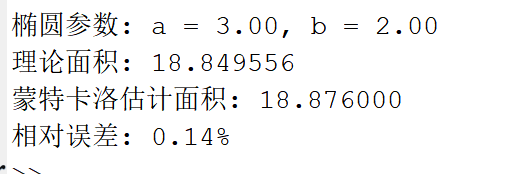 椭圆参数: a = 3.00, b = 2.00
理论面积: 18.849556
蒙特卡洛估计面积: 18.876000
相对误差: 0.14%
>>